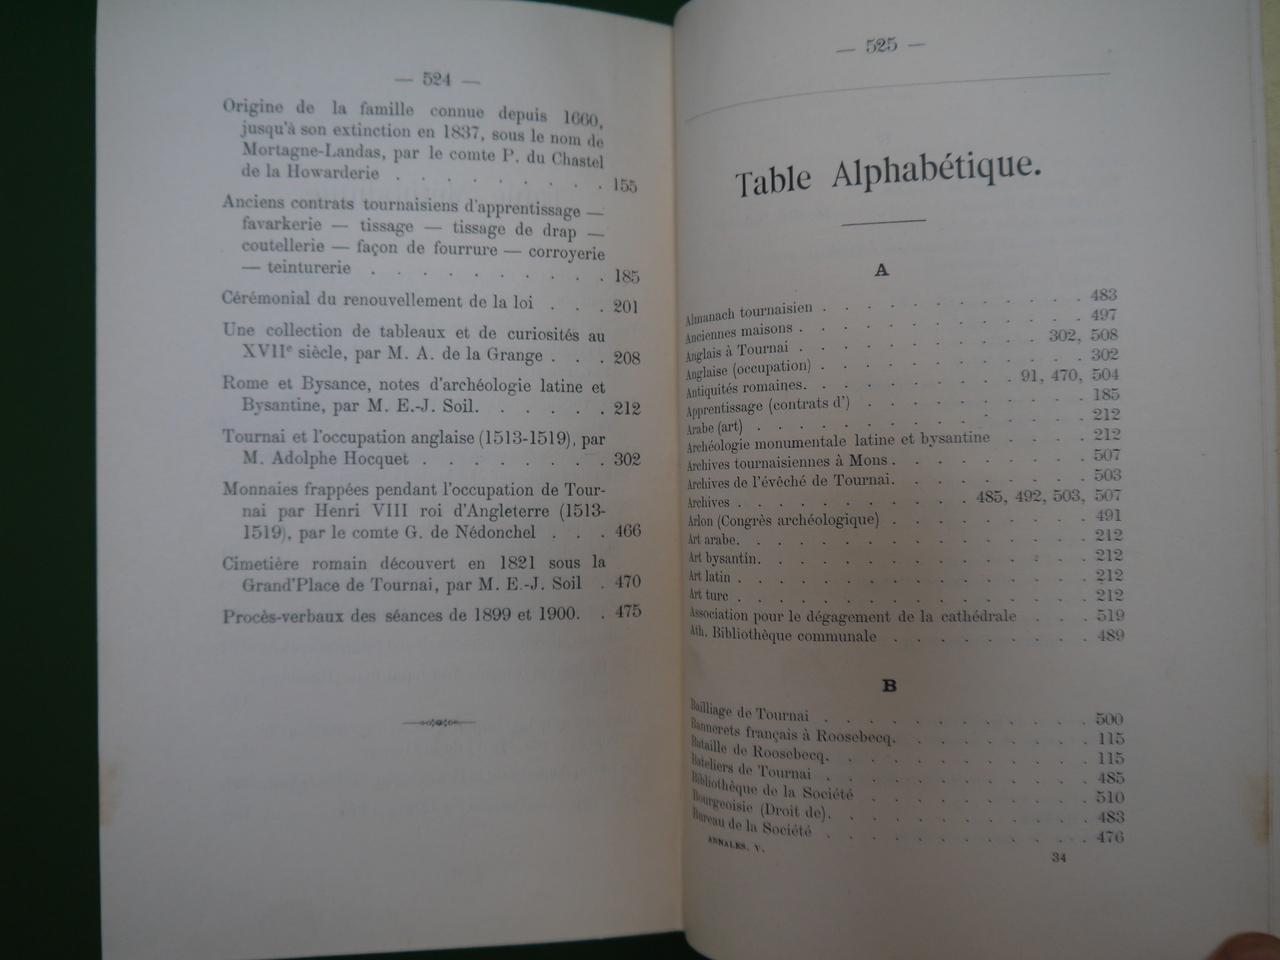 — 524 —
Origine de la famille connue depuis 1660,
jusqu'à son extinction en 1837, sous le nom de
Mortagne-Landas, par le comte P. du Chastel
de la Howarderie . . . . . . . . . 155
Anciens contrats tournaisiens d'apprentissage —
favarkerie — tissage — tissage de drap —
coutellerie — façon de fourrure — corroyerie
— teinturerie . . . . . . . . . . 185
Cérémonial du renouvellement de la loi . . . 201
Une collection de tableaux et de curiosités au
XVIIe siècle, par M. A. de la Grange . . . 208
Rome et Bysance, notes d'archéologie latine et
Bysantine, par M. E.-J. Soil. . . . . . 212
Tournai et l'occupation anglaise (1513-1519), par
M. Adolphe Hocquet . . . . . . . . 302
Monnaies frappées pendant l'occupation de Tour-
nai par Henri VIII roi d'Angleterre (1513-
1519), par le comte G. de Nédonchel . . . 466
Cimetière romain découvert en 1821 sous la
Grand'Place de Tournai, par M. E.-J. Soil . 470
Procès-verbaux des séances de 1899 et 1900. . 475
— 525 —
Table Alphabétique.
A
Almanach tournaisien . . . . . . . . . . . 483
Anciennes maisons . . . . . . . . . . . . 497
Anglais à Tournai . . . . . . . . . . 302, 508
Anglaise (occupation) . . . . . . . . . . . 302
Antiquités romaines. . . . . . . . . 91, 470, 504
Apprentissage (contrats d') . . . . . . . . . 185
Arabe (art) . . . . . . . . . . . . . . 212
Archéologie monumentale latine et bysantine . . . . 212
Archives tournaisiennes à Mons . . . . . . . . 507
Archives de l'évêché de Tournai. . . . . . . . 503
Archives . . . . . . . . . . 485, 492, 503, 507
Arlon (Congrès archéologique) . . . . . . . . 491
Art arabe. . . . . . . . . . . . . . . 212
Art bysantin. . . . . . . . . . . . . . 212
Art latin . . . . . . . . . . . . . . . 212
Art turc . . . . . . . . . . . . . . . 212
Association pour le dégagement de la cathédrale . . . 519
Ath. Bibliothèque communale . . . . . . . . 489
B
Bailliage de Tournai . . . . . . . . . . . 500
Bannerets français à Roosebecq. . . . . . . . 115
Bataille de Roosebecq. . . . . . . . . . . 115
Bateliers de Tournai . . . . . . . . . . . 485
Bibliothèque de la Société . . . . . . . . . 510
Bourgeoisie (Droit de). . . . . . . . . . . 483
Bureau de la Société . . . . . . . . . . . 476
ANNALES. V.
34